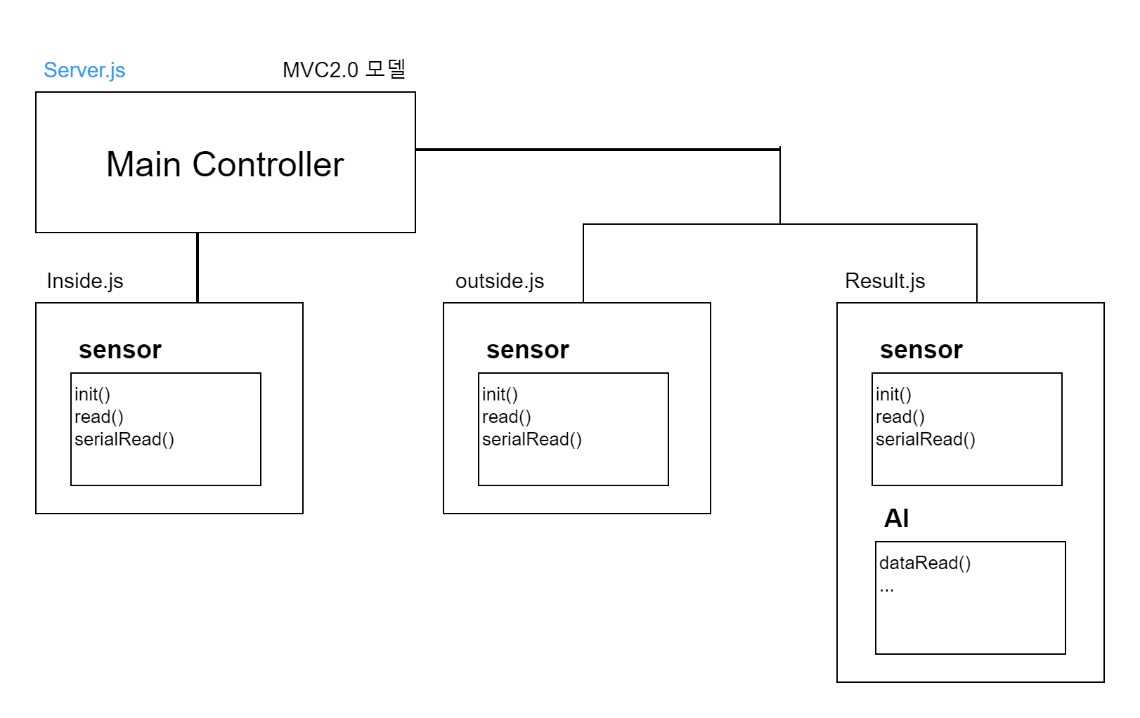 Server.js
MVC2.0 모델
Main Controller
Inside.js
outside.js
Result.js
sensor
init()
read()
serialRead()
sensor
init()
read()
serialRead()
sensor
init()
read()
serialRead()
AI
dataRead()
...